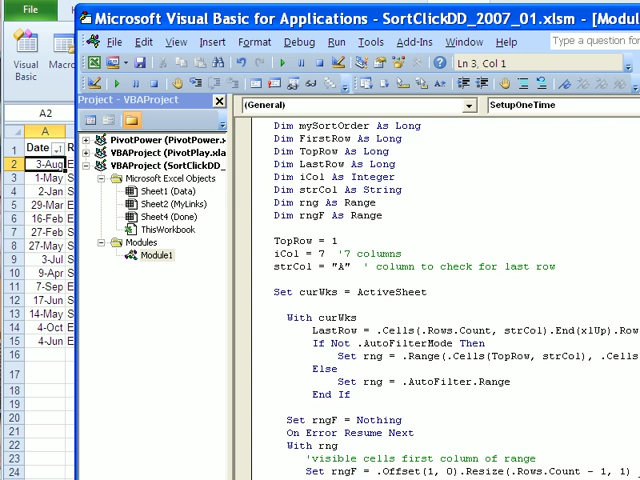 File
Microsoft Visual Basic for Applications - SortClickDD_2007_01.xlsm - [Modul
File Edit View Insert Format Debug Run Tools Add-Ins Window Help
Type a question fo
Visual Basic
Macro
Ln 3, Col 1
Project - VBAProject
(General)
SetupOneTime
A2
A
1 Date
2 3-Aug E
3 1-May S
4 2-Jan S
5 29-Mar E
6 16-Feb S
7 27-Feb S
8 27-May E
9 3-Jul S
10 9-Apr S
11 7-Sep E
12 17-Jun S
13 14-May S
14 4-Oct E
15 4-Jun R
16
17
18
19
20
21
22
23
24
PivotPower (PivotPower.x
VBAProject (PivotPlay.xla
VBAProject (SortClickDD_
Microsoft Excel Objects
Sheet1 (Data)
Sheet2 (MyLinks)
Sheet4 (Done)
ThisWorkbook
Modules
Module1
Dim mySortOrder As Long
Dim FirstRow As Long
Dim TopRow As Long
Dim LastRow As Long
Dim iCol As Integer
Dim strCol As String
Dim rng As Range
Dim rngF As Range
TopRow = 1
iCol = 7 '7 columns
strCol = "A" ' column to check for last row
Set curWks = ActiveSheet
With curWks
LastRow = .Cells(.Rows.Count, strCol).End(xlUp).Row
If Not .AutoFilterMode Then
Set rng = .Range(.Cells(TopRow, strCol), .Cells
Else
Set rng = .AutoFilter.Range
End If
Set rngF = Nothing
On Error Resume Next
With rng
'visible cells first column of range
Set rngF = .Offset(1, 0).Resize(.Rows.Count - 1, 1)